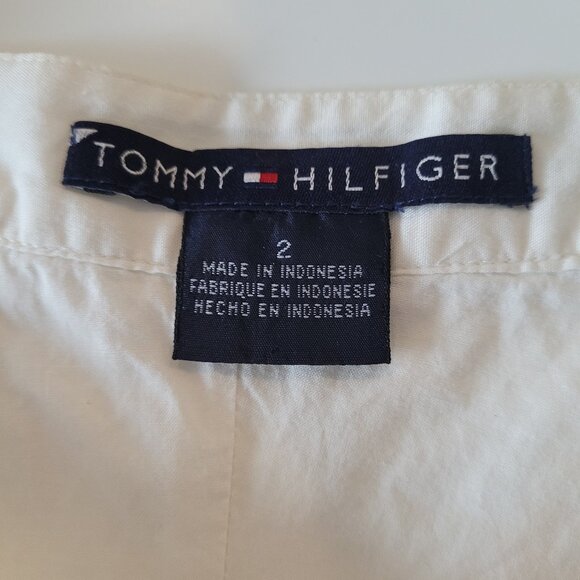 TOMMY HILFIGER
2
MADE IN INDONESIA
FABRIQUE EN INDONESIE
HECHO EN INDONESIA